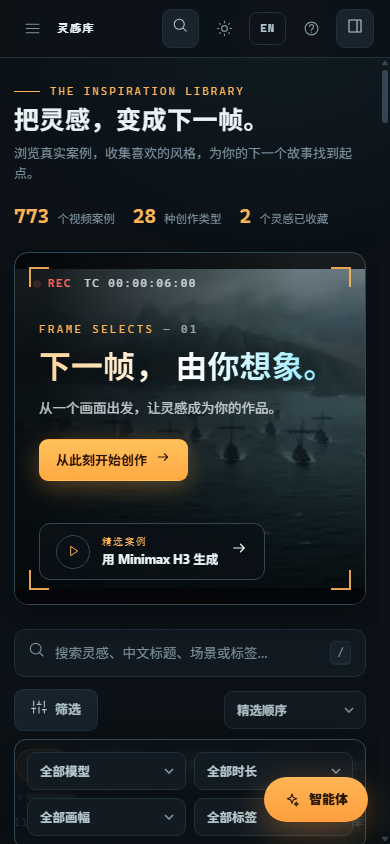 灵感库
EN
THE INSPIRATION LIBRARY
把灵感，变成下一帧。
浏览真实案例，收集喜欢的风格，为你的下一个故事找到起
点。
773 个视频案例 28 种创作类型 2 个灵感已收藏
REC TC 00:00:06:00
FRAME SELECTS — 01
下一帧， 由你想象。
从一个画面出发，让灵感成为你的作品。
从此刻开始创作
精选案例
用 Minimax H3 生成
搜索灵感、中文标题、场景或标签... /
筛选 精选顺序
全部模型 全部时长
智能体
全部画幅 全部标签